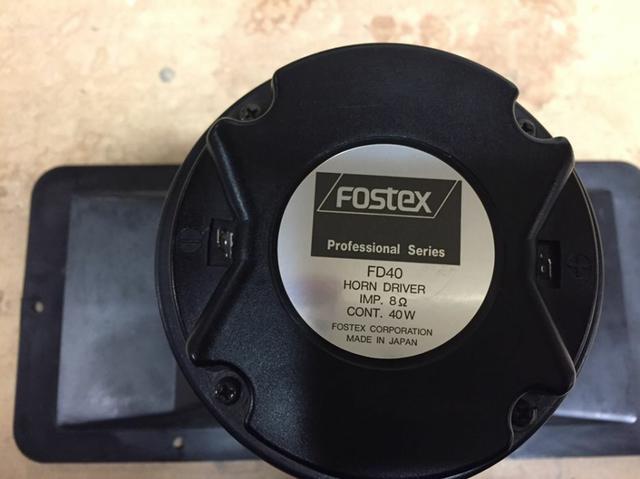 FOSTEX
Professional Series
FD40
HORN DRIVER
IMP. 8Ω
CONT. 40W
FOSTEX CORPORATION
MADE IN JAPAN